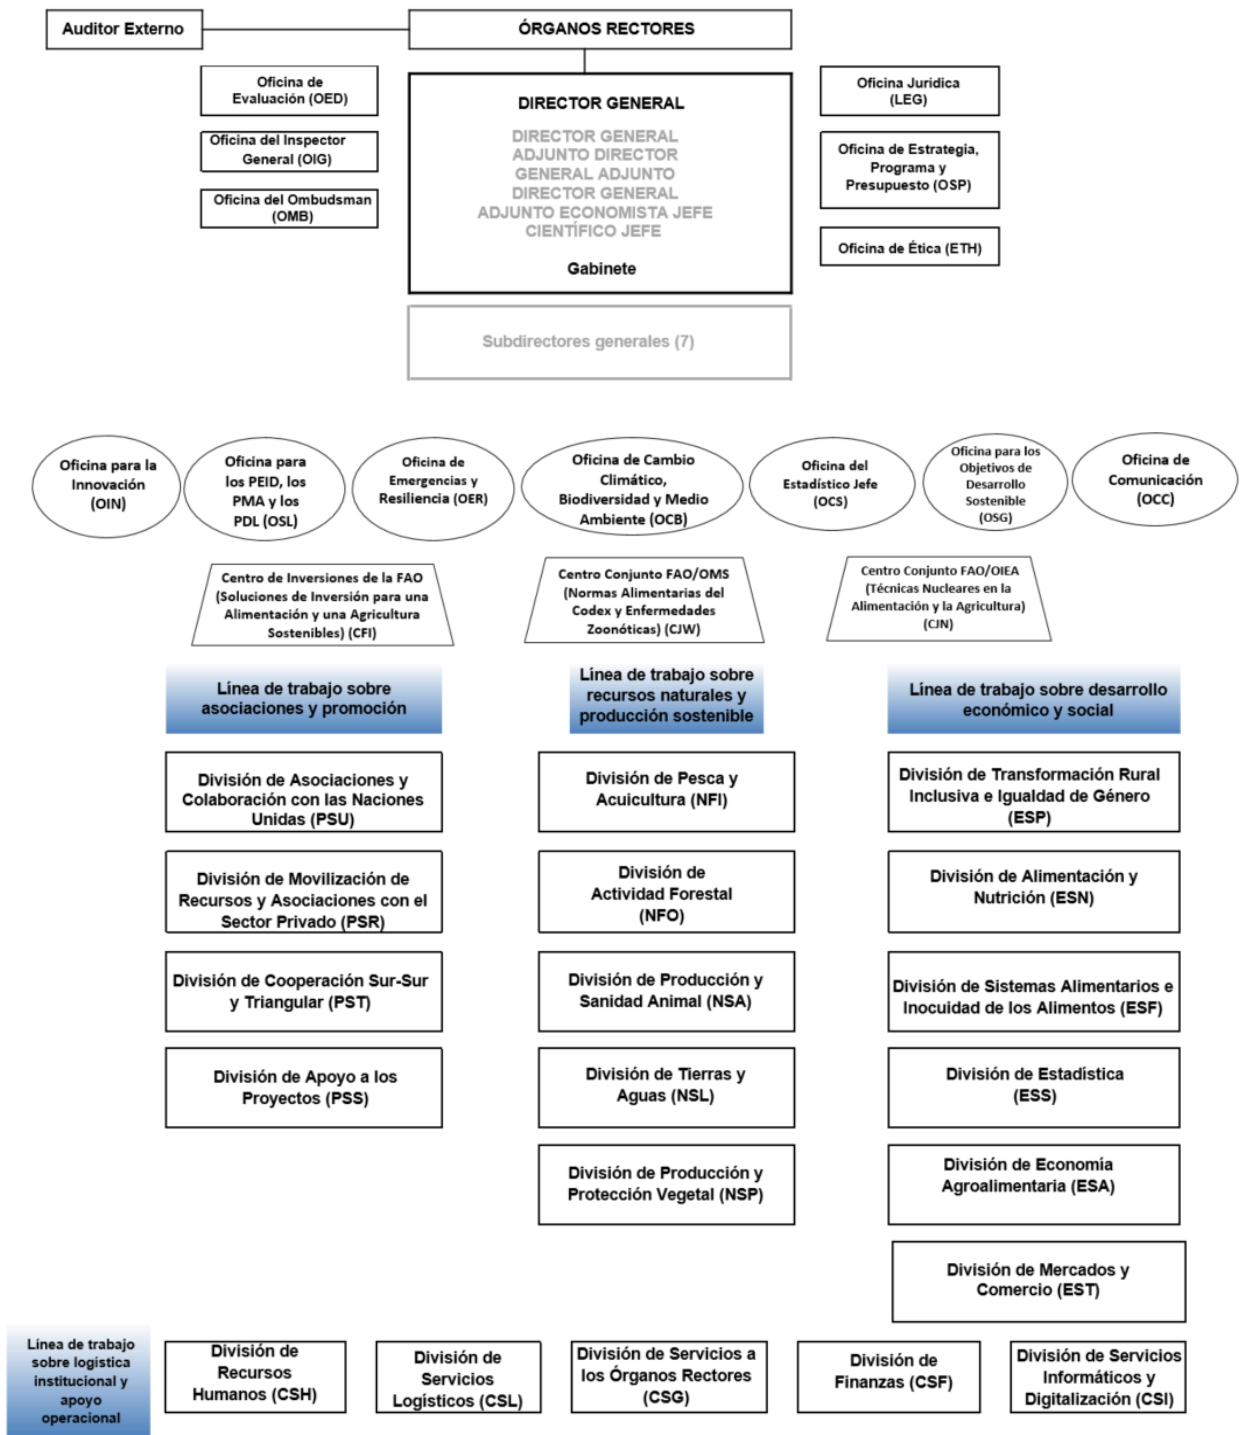 Auditor Externo
ÓRGANOS RECTORES
Oficina de
Evaluación (OED)
Oficina del Inspector
General (OIG)
Oficina del Ombudsman
(OMB)
DIRECTOR GENERAL
DIRECTOR GENERAL
ADJUNTO DIRECTOR
GENERAL ADJUNTO
DIRECTOR GENERAL
ADJUNTO ECONOMISTA JEFE
CIENTÍFICO JEFE
Gabinete
Oficina Jurídica
(LEG)
Oficina de Estrategia,
Programa y
Presupuesto (OSP)
Oficina de Ética (ETH)
Subdirectores generales (7)
Oficina para la
Innovación
(OIN)
Oficina para
los PEID, los
PMA y los
PDL (OSL)
Oficina de
Emergencias y
Resiliencia (OER)
Oficina de Cambio
Climático,
Biodiversidad y Medio
Ambiente (OCB)
Oficina del
Estadístico Jefe
(OCS)
Oficina para los
Objetivos de
Desarrollo
Sostenible
(OSG)
Oficina de
Comunicación
(OCC)
Centro de Inversiones de la FAO
(Soluciones de Inversión para una
Alimentación y una Agricultura
Sostenibles) (CFI)
Centro Conjunto FAO/OMS
(Normas Alimentarias del
Codex y Enfermedades
Zoonóticas) (CJW)
Centro Conjunto FAO/OIEA
(Técnicas Nucleares en la
Alimentación y la Agricultura)
(CJN)
Línea de trabajo sobre
asociaciones y promoción
Línea de trabajo sobre
recursos naturales y
producción sostenible
Línea de trabajo sobre desarrollo
económico y social
División de Asociaciones y
Colaboración con las Naciones
Unidas (PSU)
División de Pesca y
Acuicultura (NFI)
División de Transformación Rural
Inclusiva e Igualdad de Género
(ESP)
División de Movilización de
Recursos y Asociaciones con el
Sector Privado (PSR)
División de
Actividad Forestal
(NFO)
División de Alimentación y
Nutrición (ESN)
División de Cooperación Sur-Sur
y Triangular (PST)
División de Producción y
Sanidad Animal (NSA)
División de Sistemas Alimentarios e
Inocuidad de los Alimentos (ESF)
División de Apoyo a los
Proyectos (PSS)
División de Tierras y
Aguas (NSL)
División de Estadística
(ESS)
División de Producción y
Protección Vegetal (NSP)
División de Economía
Agroalimentaria (ESA)
División de Mercados y
Comercio (EST)
Línea de trabajo
sobre logística
institucional y
apoyo
operacional
División de
Recursos
Humanos (CSH)
División de
Servicios
Logísticos (CSL)
División de Servicios a
los Órganos Rectores
(CSG)
División de
Finanzas (CSF)
División de Servicios
Informáticos y
Digitalización (CSI)